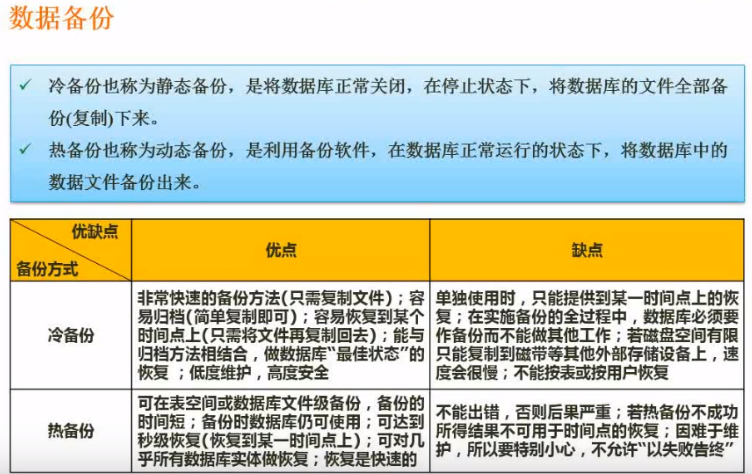 数据备份
✓ 冷备份也称为静态备份，是将数据库正常关闭，在停止状态下，将数据库的文件全部备
份(复制)下来。
✓ 热备份也称为动态备份，是利用备份软件，在数据库正常运行的状态下，将数据库中的
数据文件备份出来。
优缺点
备份方式
优点
缺点
冷备份
非常快速的备份方法(只需复制文件)；容
易归档(简单复制即可)；容易恢复到某个
时间点上(只需将文件再复制回去)；能与
归档方法相结合，做数据库“最佳状态”的
恢复 ；低度维护，高度安全
单独使用时，只能提供到某一时间点上的恢
复；在实施备份的全过程中，数据库必须要
作备份而不能做其他工作；若磁盘空间有限
只能复制到磁带等其他外部存储设备上，速
度会很慢；不能按表或按用户恢复
热备份
可在表空间或数据库文件级备份，备份的
时间短；备份时数据库仍可使用；可达到
秒级恢复(恢复到某一时间点上)；可对几
乎所有数据库实体做恢复；恢复是快速的
不能出错，否则后果严重；若热备份不成功
所得结果不可用于时间点的恢复；因难于维
护，所以要特别小心，不允许“以失败告终”